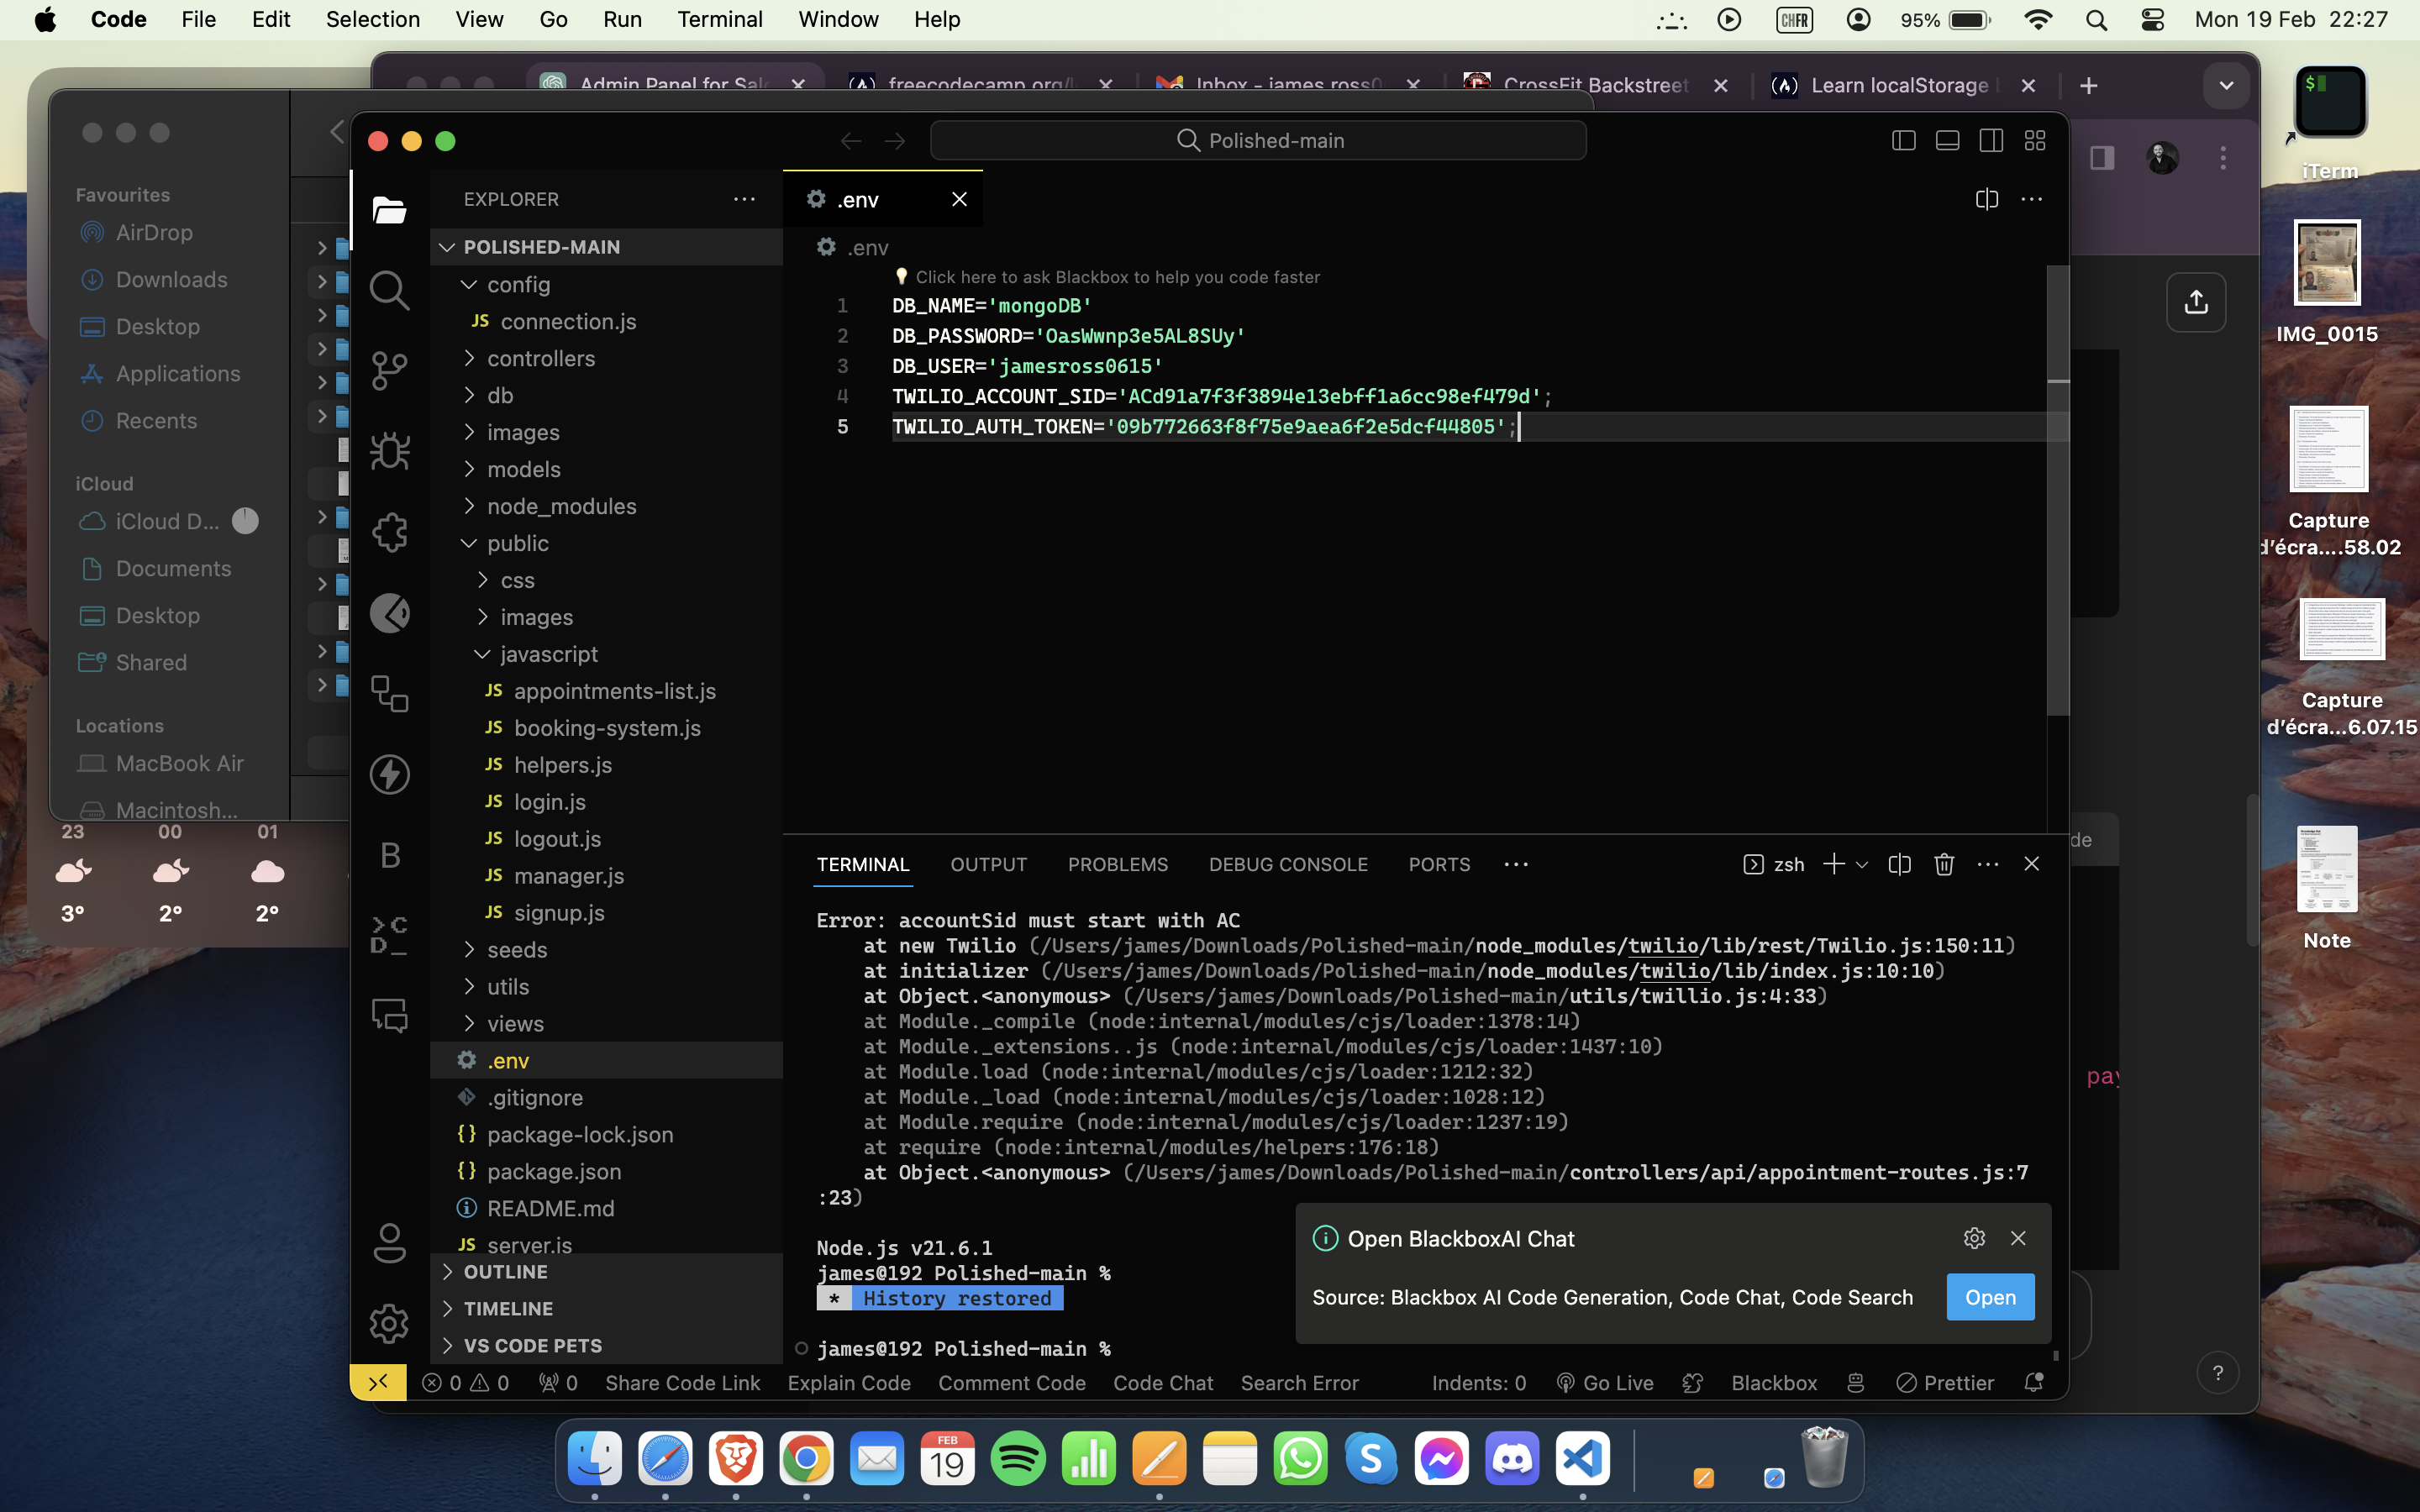 Code File Edit Selection View Go Run Terminal Window Help
CHFR 95% Mon 19 Feb 22:27
Admin Panel for Sal
freecodecamp.org/l
Inbox - james.ross0
CrossFit Backstreet
Learn localStorage
Favourites
AirDrop
Downloads
Desktop
Applications
Recents
iCloud
iCloud D...
Documents
Desktop
Shared
Locations
MacBook Air
Macintosh...
23 00 01
3° 2° 2°
Polished-main
EXPLORER
POLISHED-MAIN
config
JS connection.js
controllers
db
images
models
node_modules
public
css
images
javascript
JS appointments-list.js
JS booking-system.js
JS helpers.js
JS login.js
JS logout.js
JS manager.js
JS signup.js
seeds
utils
views
.env
.gitignore
{} package-lock.json
{} package.json
README.md
JS server.js
OUTLINE
TIMELINE
VS CODE PETS
B
>C
D_
.env
.env
Click here to ask Blackbox to help you code faster
1 DB_NAME='mongoDB'
2 DB_PASSWORD='OasWwnp3e5AL8SUy'
3 DB_USER='jamesross0615'
4 TWILIO_ACCOUNT_SID='ACd91a7f3f3894e13ebff1a6cc98ef479d';
5 TWILIO_AUTH_TOKEN='09b772663f8f75e9aea6f2e5dcf44805';
TERMINAL OUTPUT PROBLEMS DEBUG CONSOLE PORTS
zsh
Error: accountSid must start with AC
at new Twilio (/Users/james/Downloads/Polished-main/node_modules/twilio/lib/rest/Twilio.js:150:11)
at initializer (/Users/james/Downloads/Polished-main/node_modules/twilio/lib/index.js:10:10)
at Object.<anonymous> (/Users/james/Downloads/Polished-main/utils/twillio.js:4:33)
at Module._compile (node:internal/modules/cjs/loader:1378:14)
at Module._extensions..js (node:internal/modules/cjs/loader:1437:10)
at Module.load (node:internal/modules/cjs/loader:1212:32)
at Module._load (node:internal/modules/cjs/loader:1028:12)
at Module.require (node:internal/modules/cjs/loader:1237:19)
at require (node:internal/modules/helpers:176:18)
at Object.<anonymous> (/Users/james/Downloads/Polished-main/controllers/api/appointment-routes.js:7
:23)
Node.js v21.6.1
james@192 Polished-main %
* History restored
james@192 Polished-main %
Open BlackboxAI Chat
Source: Blackbox AI Code Generation, Code Chat, Code Search
Open
0 0 0 Share Code Link Explain Code Comment Code Code Chat Search Error Indents: 0 Go Live Blackbox Prettier
de
pay
?
$
iTerm
IMG_0015
Capture
d'écra....58.02
Capture
d'écra...6.07.15
Note
FEB
19
S